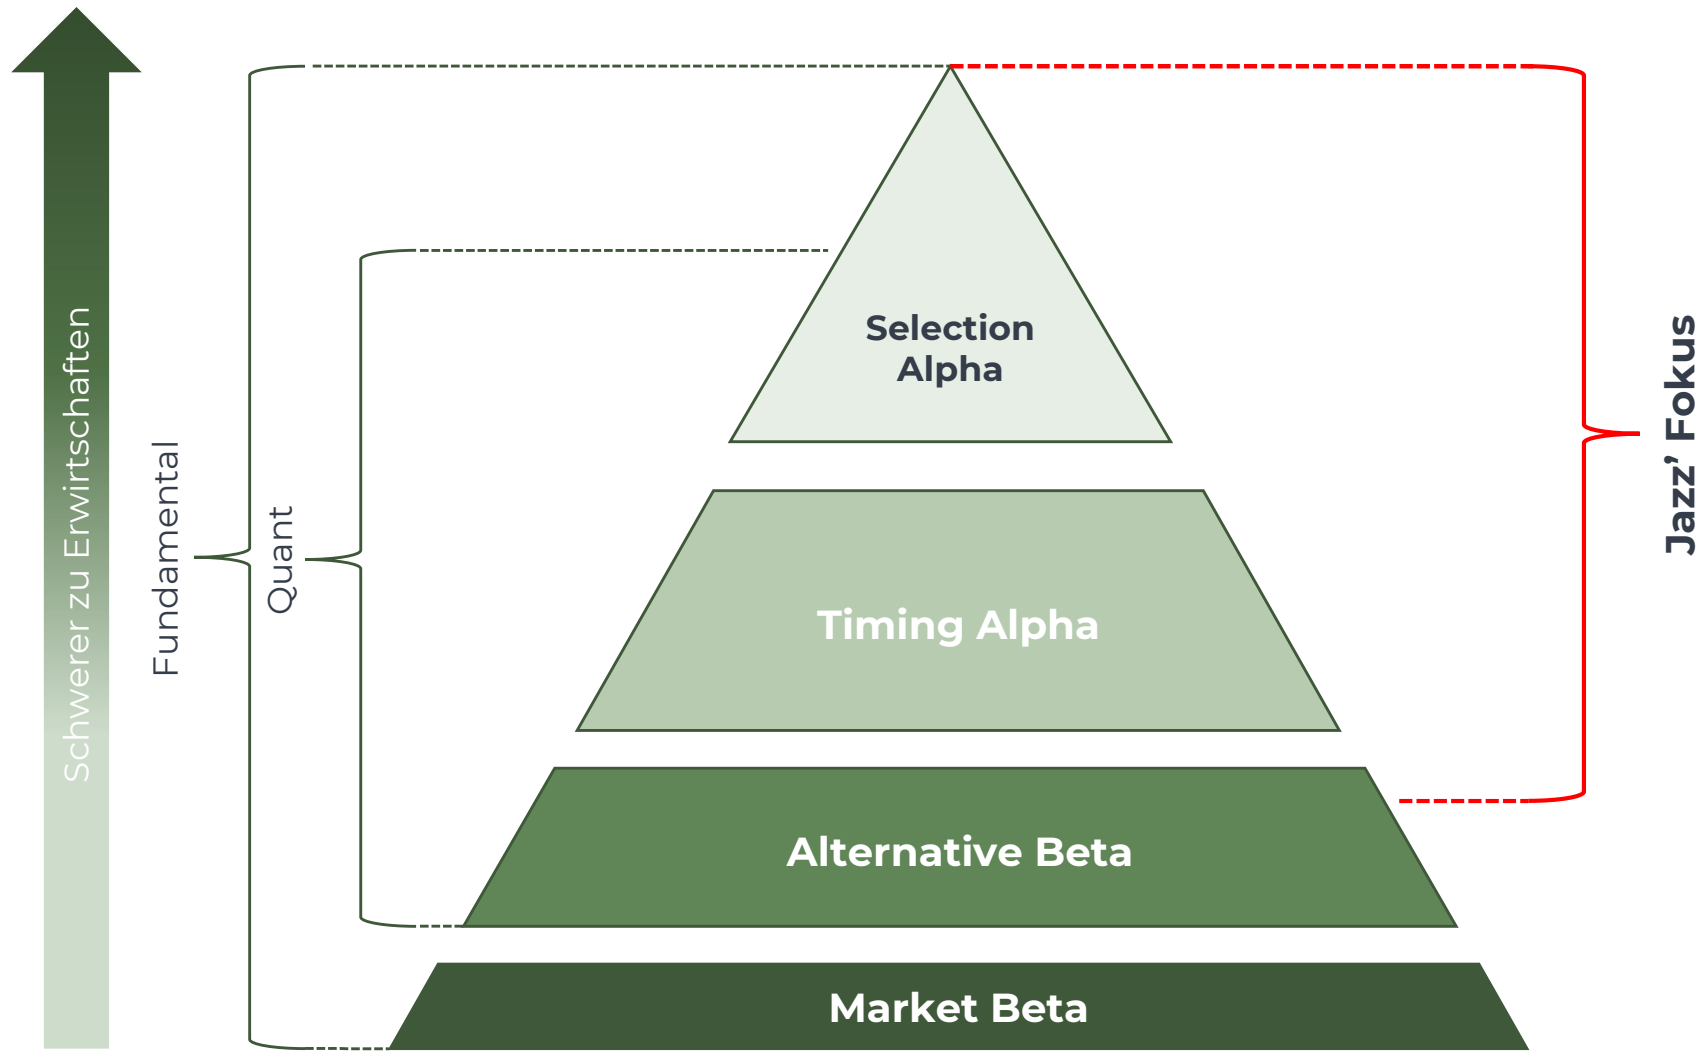 Schwerer zu Erwirtschaften
Fundamental
Quant
Selection
Alpha
Timing Alpha
Alternative Beta
Market Beta
Jazz’ Fokus